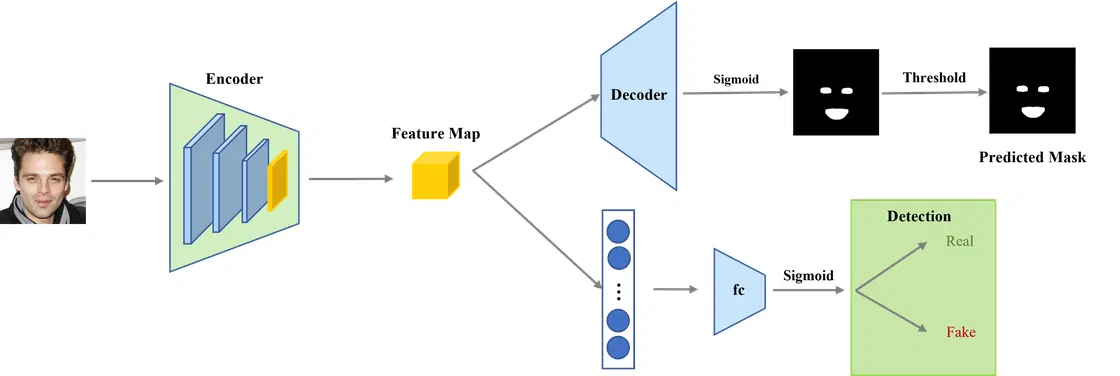 Encoder
Feature Map
Decoder
Sigmoid
Threshold
Predicted Mask
fc
Sigmoid
Detection
Real
Fake